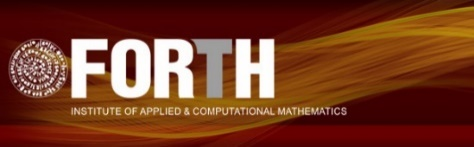 FORTH
INSTITUTE OF APPLIED & COMPUTATIONAL MATHEMATICS